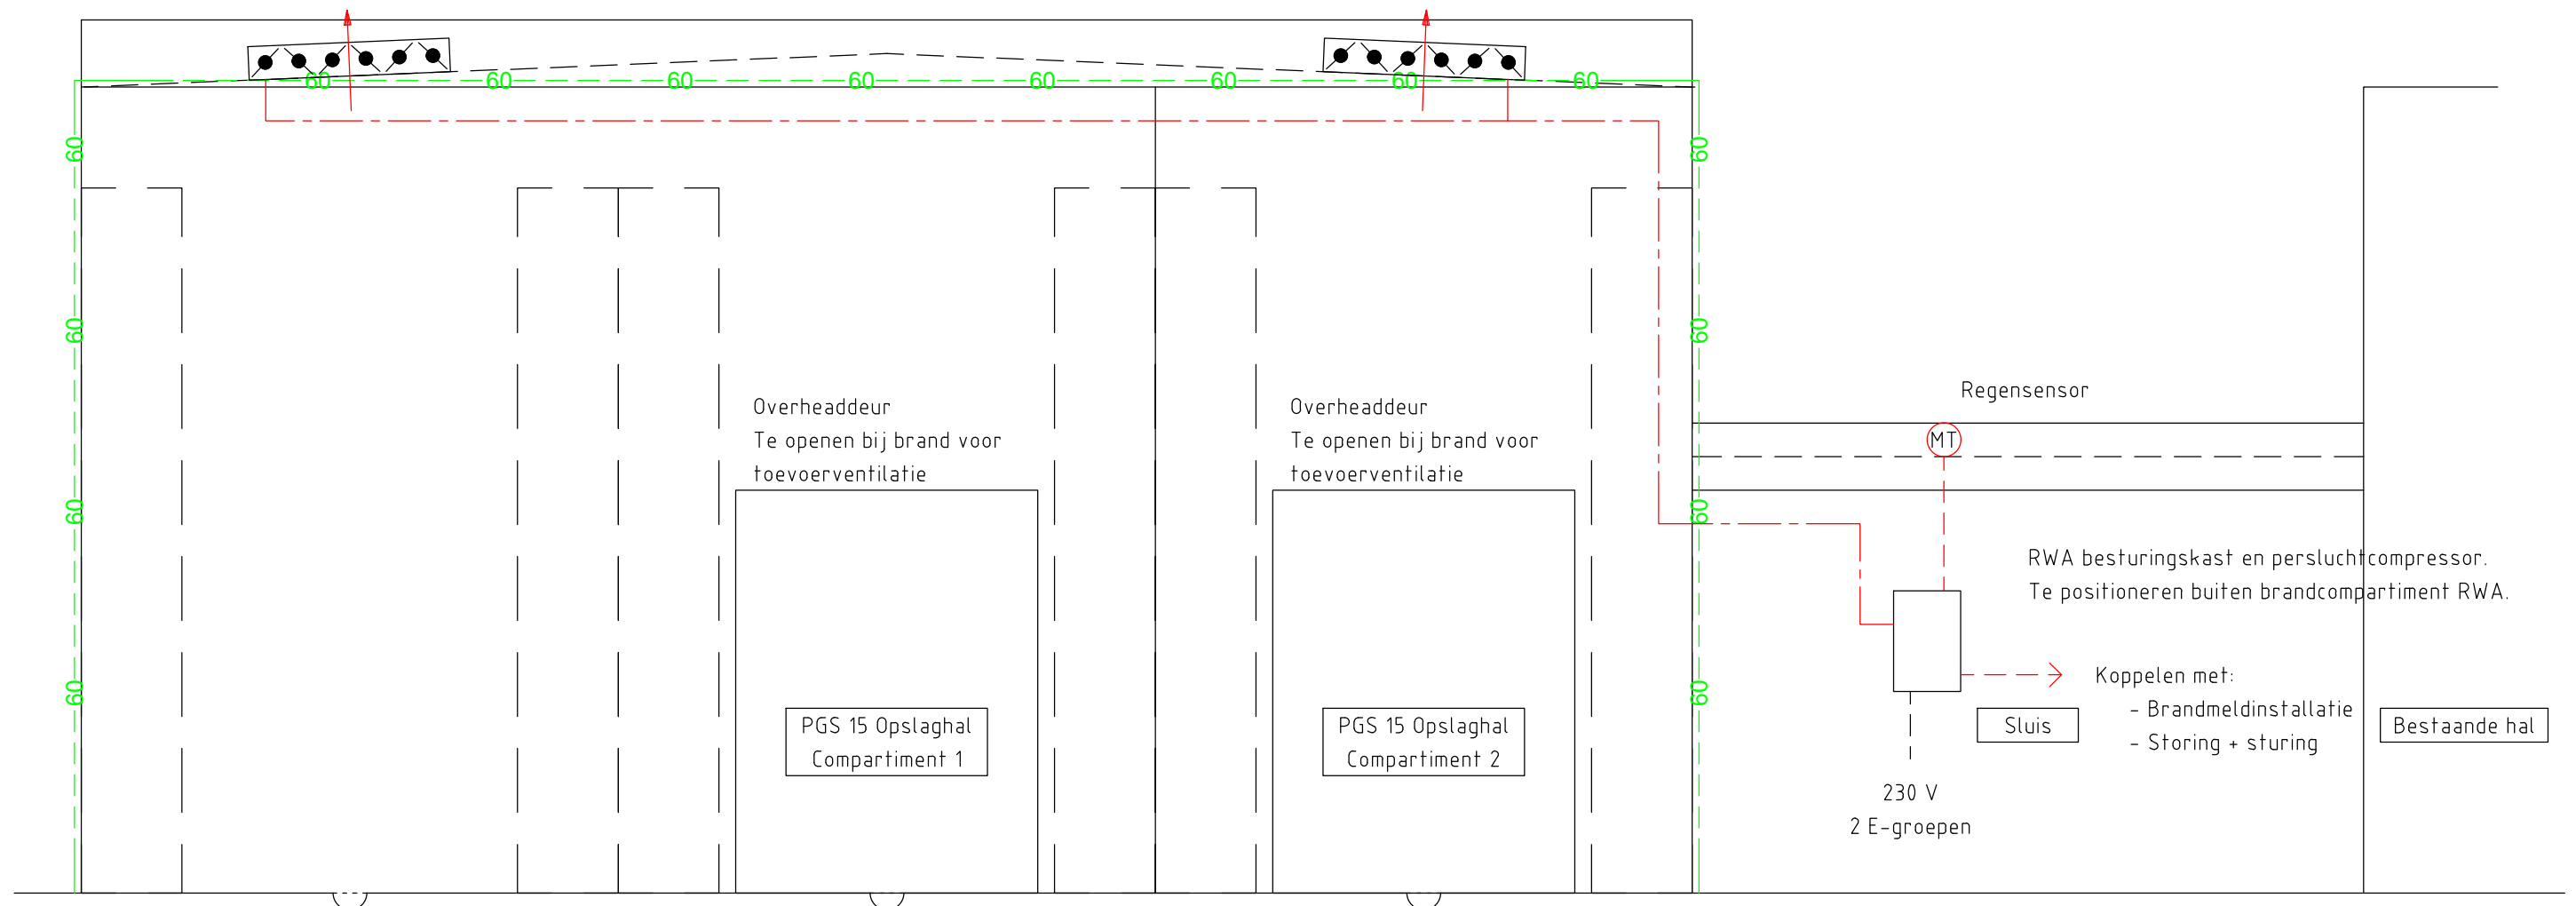 60 60 60 60 60 60 60 60
60 60
60 60
60 60
60 60
Regensensor
MT
Overheaddeur
Te openen bij brand voor
toevoerventilatie
Overheaddeur
Te openen bij brand voor
toevoerventilatie
RWA besturingskast en persluchtcompressor.
Te positioneren buiten brandcompartiment RWA.
Koppelen met:
- Brandmeldinstallatie
- Storing + sturing
PGS 15 Opslaghal
Compartiment 1
PGS 15 Opslaghal
Compartiment 2
Sluis
Bestaande hal
230 V
2 E-groepen